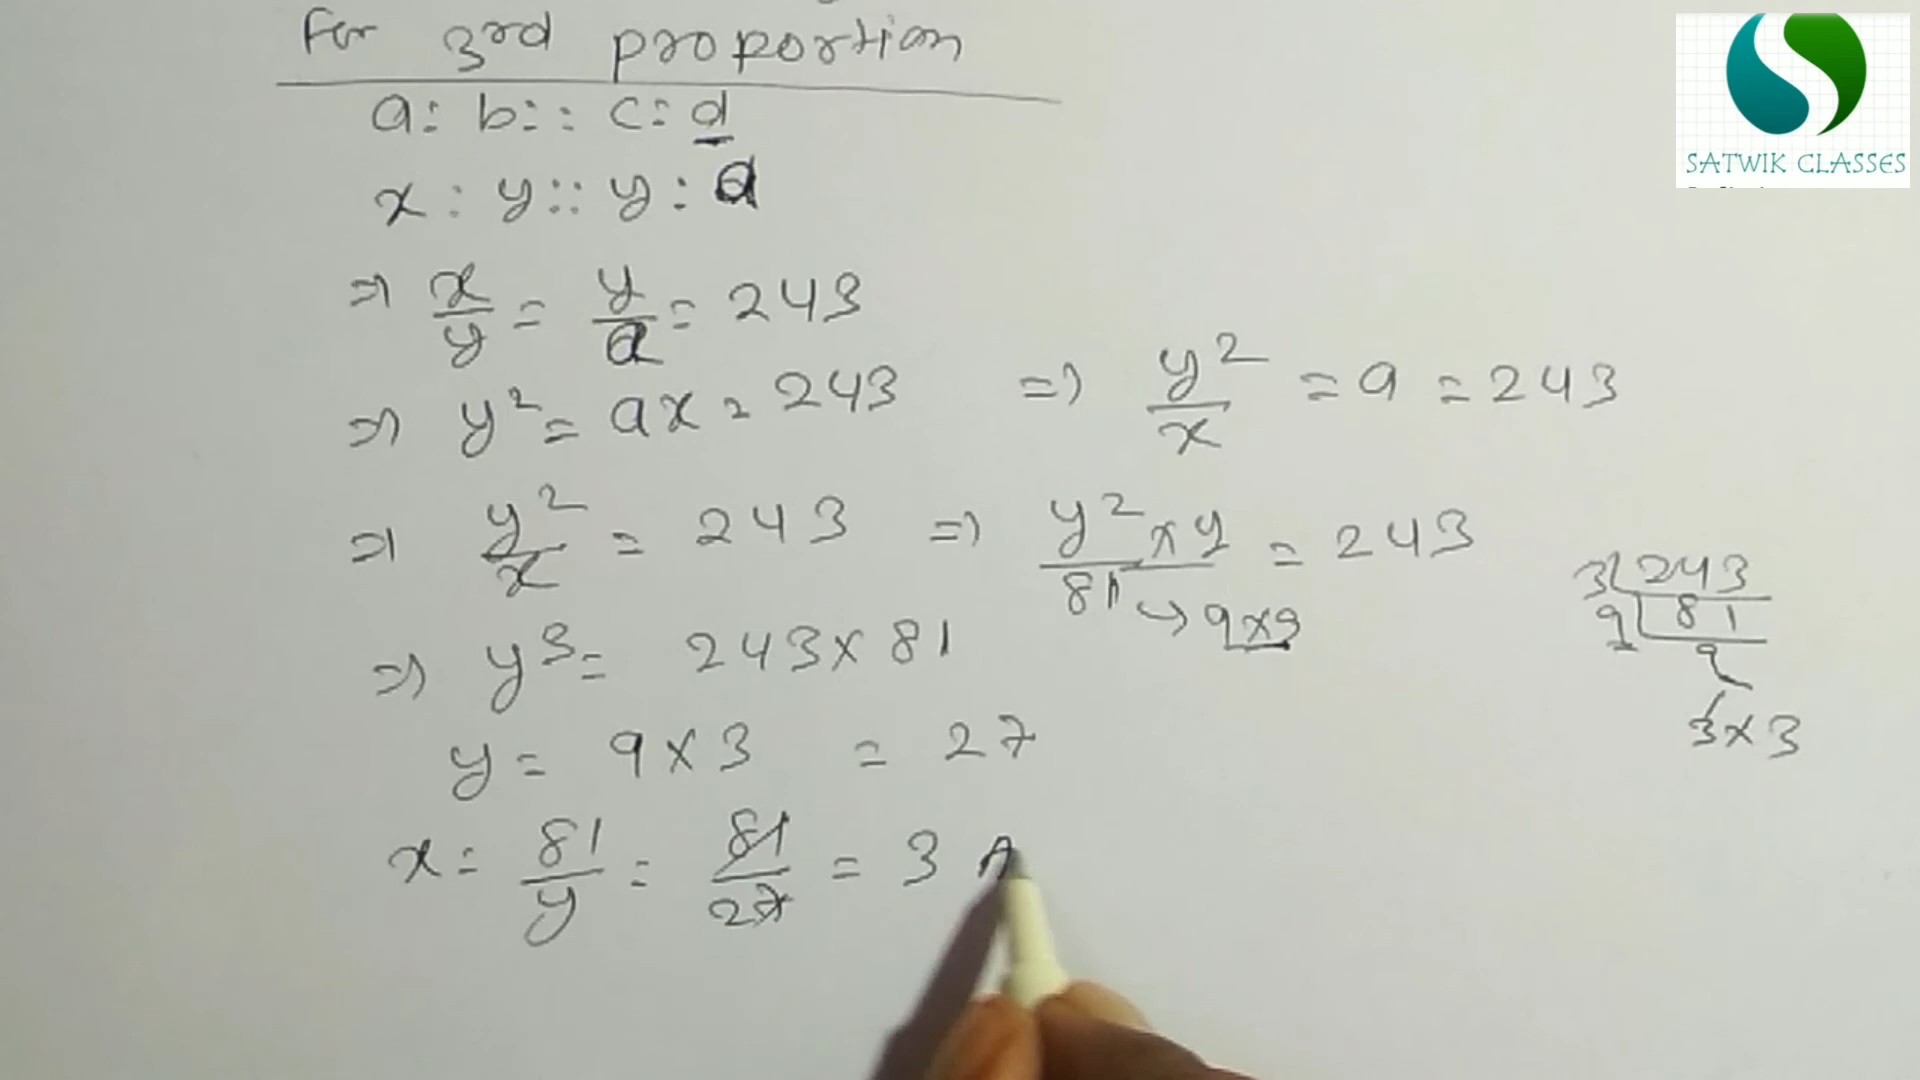 For 3rd proportion
a : b :: c : d
x : y :: y : a
⇒ x/y = y/a = 243
⇒ y² = ax = 243 ⇒ y²/x = a = 243
⇒ y²/x = 243 ⇒ y² × y / 81 = 243
81 → 9×9
⇒ y³ = 243 × 81
y = 9 × 3 = 27
x = 81/y = 81/27 = 3 A
3 | 243
9 | 81
9
3 × 3
SATWIK CLASSES